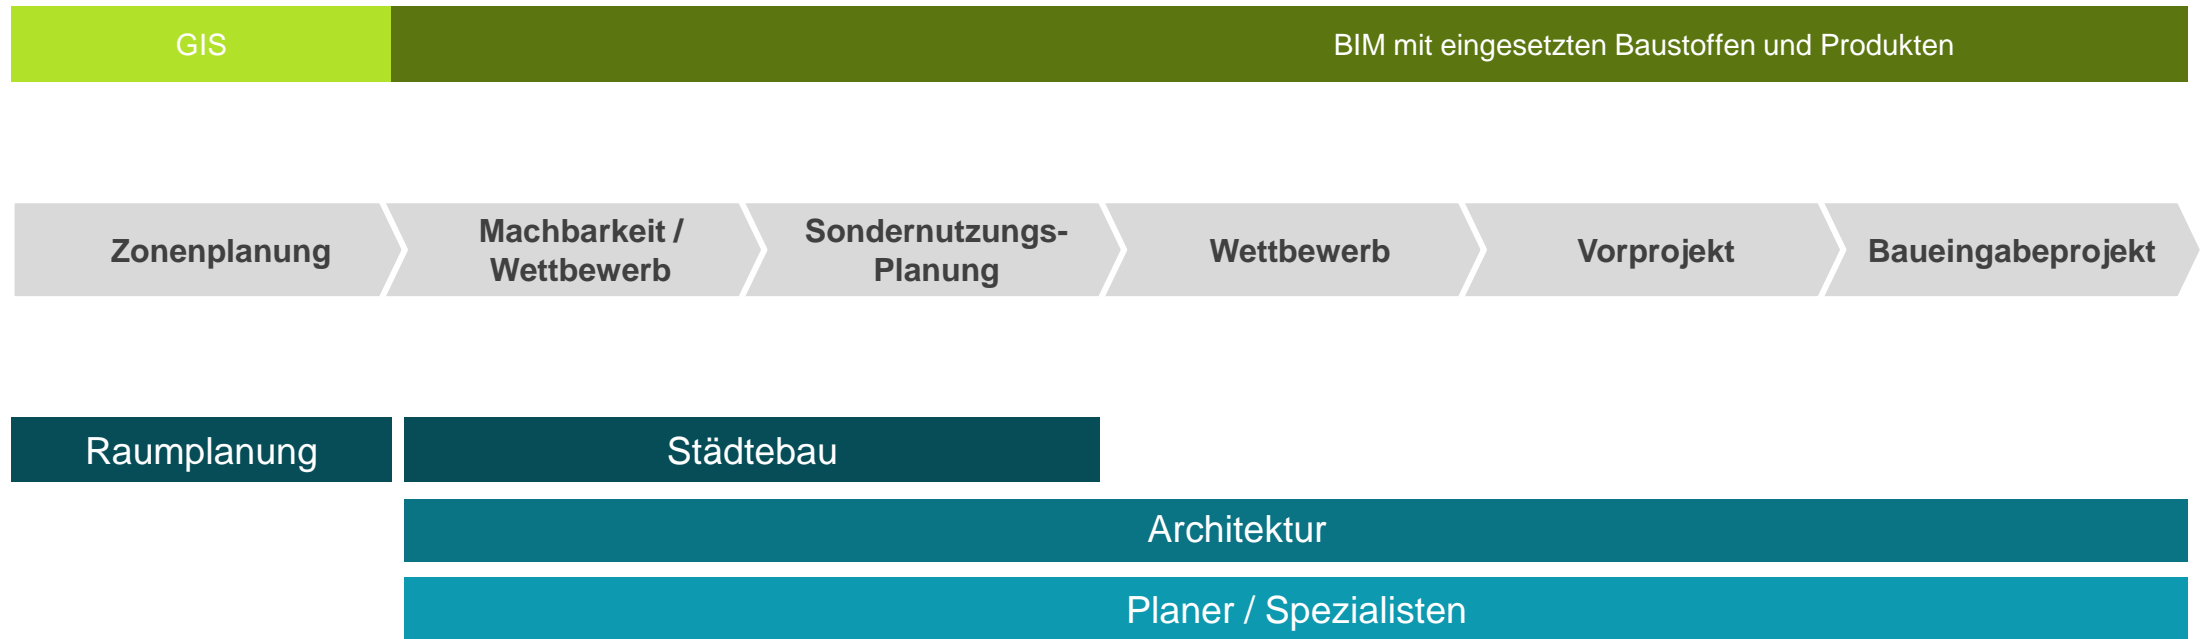 GIS
BIM mit eingesetzten Baustoffen und Produkten
Zonenplanung
Machbarkeit /
Wettbewerb
Sondernutzungs-
Planung
Wettbewerb
Vorprojekt
Baueingabeprojekt
Raumplanung
Städtebau
Architektur
Planer / Spezialisten